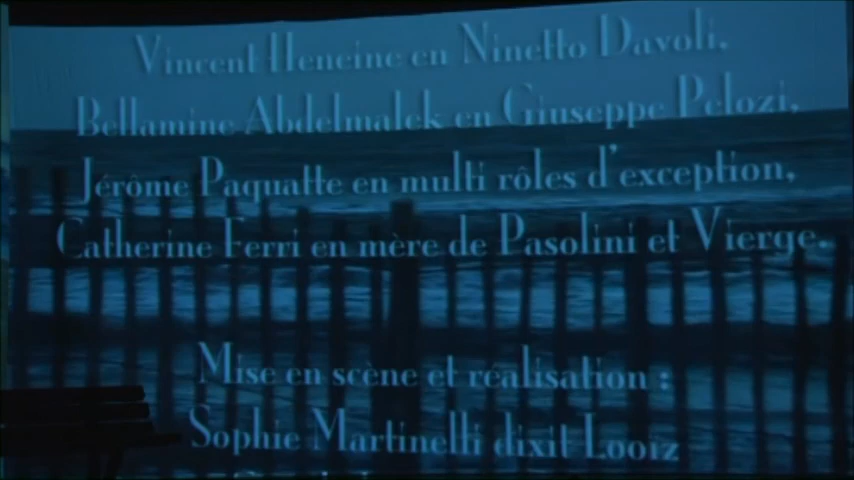 Vincent Heneine en Ninetto Davoli,
Bellamine Abdelmalek en Giuseppe Pelozi,
Jérôme Paquatte en multi rôles d'exception,
Catherine Ferri en mère de Pasolini et Vierge.
Mise en scène et réalisation :
Sophie Martinelli dixit Looiz